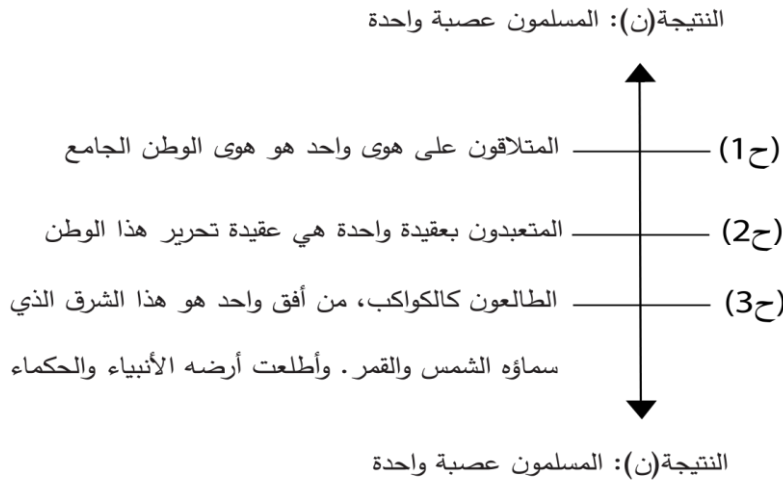 النتيجة(ن): المسلمون عصبة واحدة
(ح1) المتلاقون على هوى واحد هو هوى الوطن الجامع
(ح2) المتعبدون بعقيدة واحدة هي عقيدة تحرير هذا الوطن
(ح3) الطالعون كالكواكب، من أفق واحد هو هذا الشرق الذي
سماؤه الشمس والقمر. وأطلعت أرضه الأنبياء والحكماء
النتيجة(ن): المسلمون عصبة واحدة